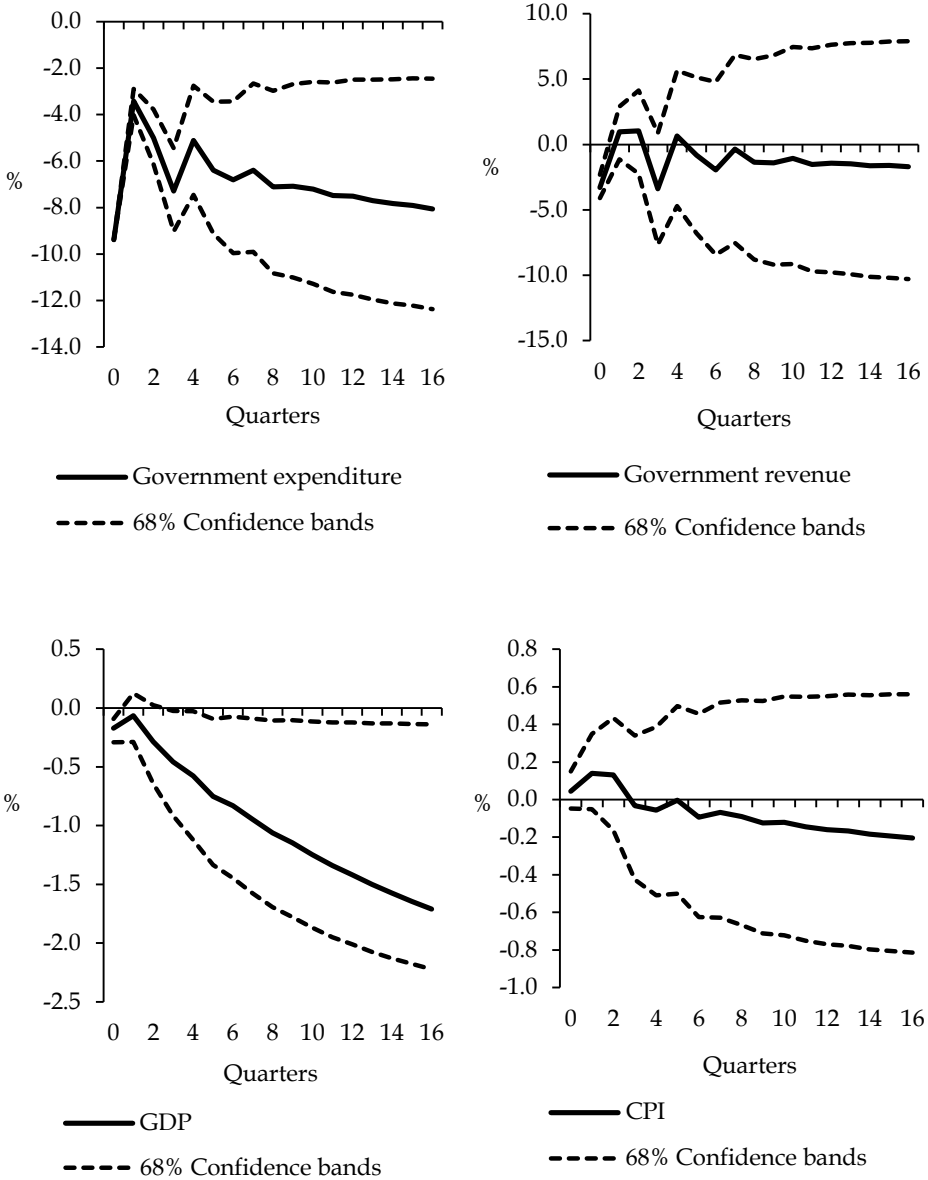 0.0
-2.0
-4.0
-6.0
-8.0
-10.0
-12.0
-14.0
%
0 2 4 6 8 10 12 14 16
Quarters
Government expenditure
68% Confidence bands
10.0
5.0
0.0
-5.0
-10.0
-15.0
%
0 2 4 6 8 10 12 14 16
Quarters
Government revenue
68% Confidence bands
0.5
0.0
-0.5
-1.0
-1.5
-2.0
-2.5
%
0 2 4 6 8 10 12 14 16
Quarters
GDP
68% Confidence bands
0.8
0.6
0.4
0.2
0.0
-0.2
-0.4
-0.6
-0.8
-1.0
%
0 2 4 6 8 10 12 14 16
Quarters
CPI
68% Confidence bands